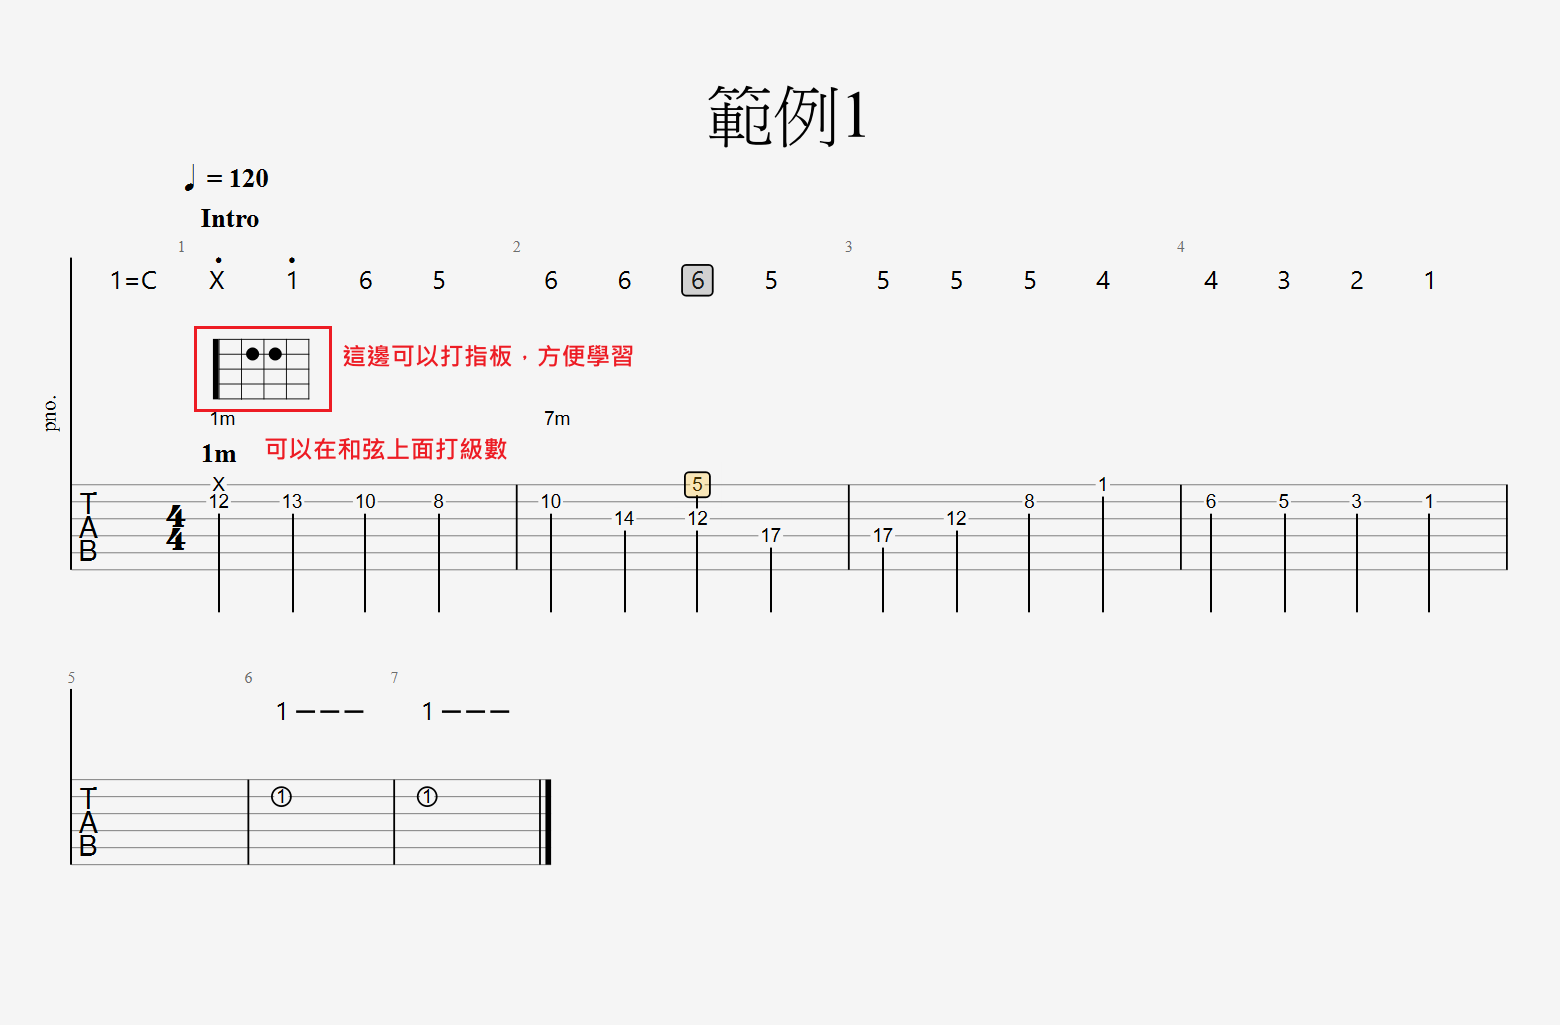 範例1
♩ = 120
Intro
1 2 3 4
1=C Ẋ 1̇ 6 5 6 6 6 5 5 5 5 4 4 3 2 1
這邊可以打指板，方便學習
pno.
1m 7m
1m 可以在和弦上面打級數
X 5 1
12 13 10 8 10 8 6 5 3 1
14 12 12
17 17
TAB 4/4
5 6 7
1 – – – 1 – – –
TAB 1 1